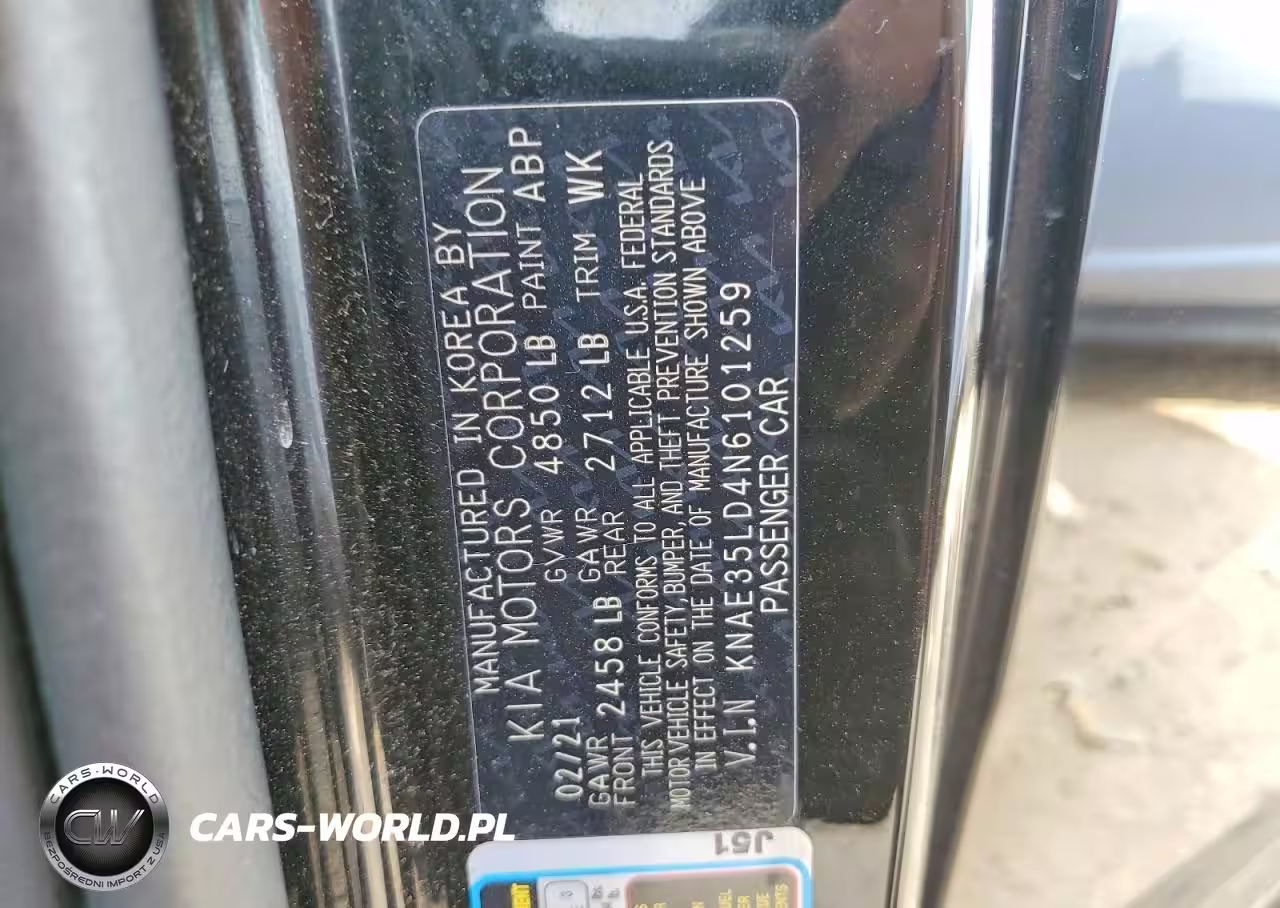 MANUFACTURED IN KOREA BY
KIA MOTORS CORPORATION
02/21 GVWR 4850 LB PAINT ABP
GAWR FRONT 2458 LB GAWR REAR 2712 LB TRIM WK
THIS VEHICLE CONFORMS TO ALL APPLICABLE U.S.A. FEDERAL
MOTOR VEHICLE SAFETY, BUMPER, AND THEFT PREVENTION STANDARDS
IN EFFECT ON THE DATE OF MANUFACTURE SHOWN ABOVE
V.I.N KNAE35LD4N6101259
PASSENGER CAR
J51
CARS-WORLD
CW
BEZPOŚREDNI IMPORT Z USA
CARS-WORLD.PL